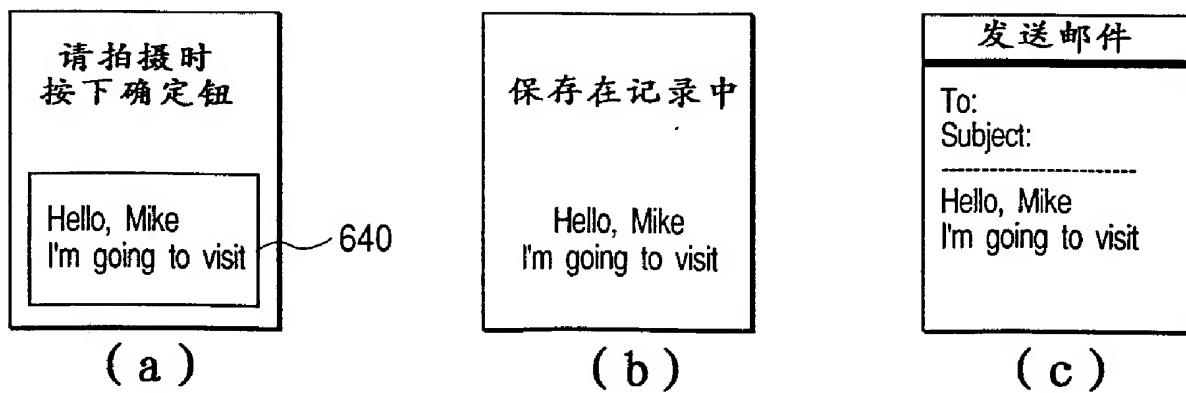 请拍摄时
按下确定钮
Hello, Mike
I'm going to visit
640
(a)
保存在记录中
Hello, Mike
I'm going to visit
(b)
发送邮件
To:
Subject:
--------------------
Hello, Mike
I'm going to visit
(c)